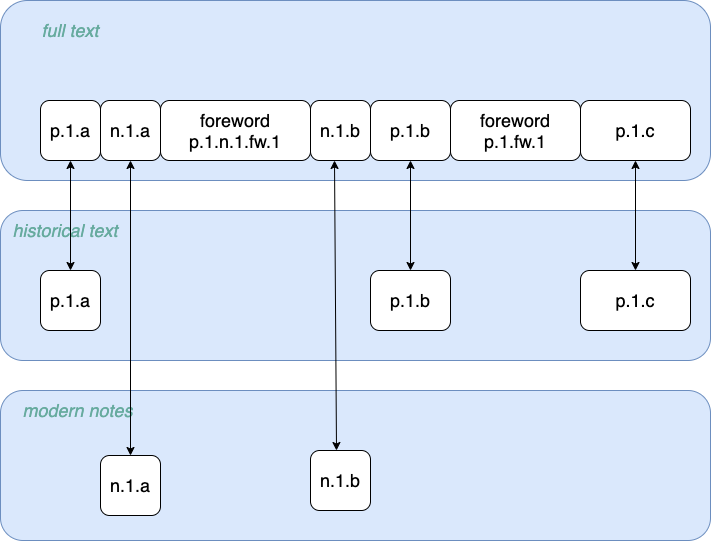 full text
p.1.a
n.1.a
foreword
p.1.n.1.fw.1
n.1.b
p.1.b
foreword
p.1.fw.1
p.1.c
historical text
p.1.a
p.1.b
p.1.c
modern notes
n.1.a
n.1.b